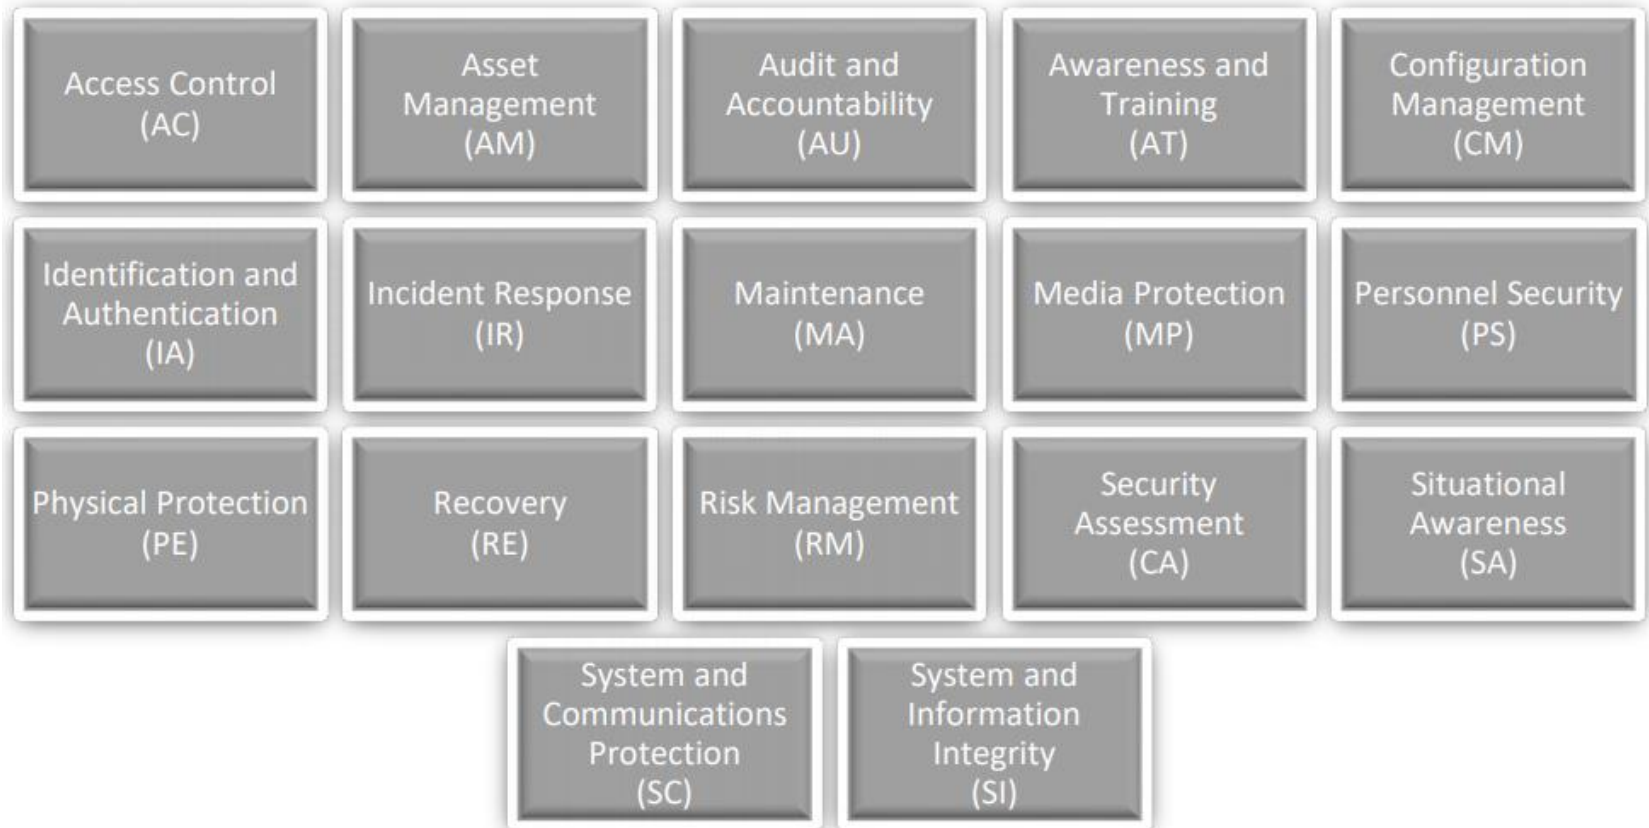 Access Control
(AC)
Asset
Management
(AM)
Audit and
Accountability
(AU)
Awareness and
Training
(AT)
Configuration
Management
(CM)
Identification and
Authentication
(IA)
Incident Response
(IR)
Maintenance
(MA)
Media Protection
(MP)
Personnel Security
(PS)
Physical Protection
(PE)
Recovery
(RE)
Risk Management
(RM)
Security
Assessment
(CA)
Situational
Awareness
(SA)
System and
Communications
Protection
(SC)
System and
Information
Integrity
(SI)